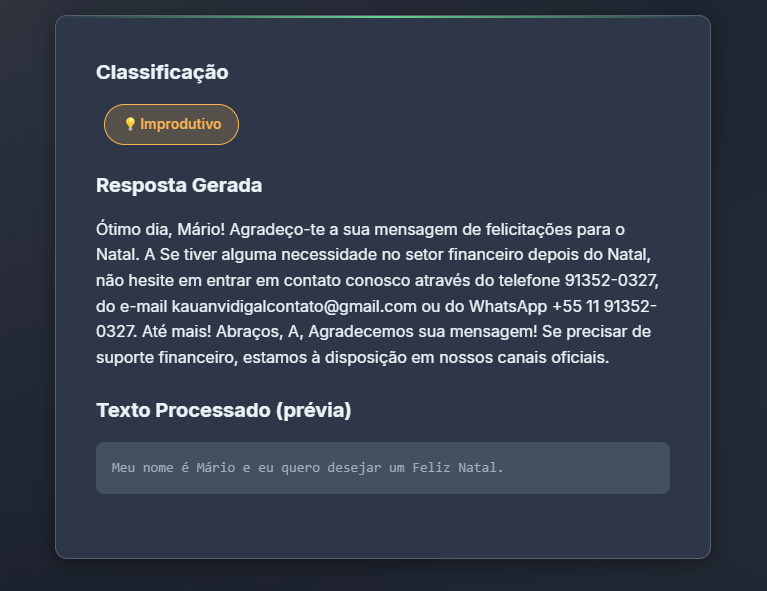 Classificação
💡 Improdutivo
Resposta Gerada
Ótimo dia, Mário! Agradeço-te a sua mensagem de felicitações para o
Natal. A Se tiver alguma necessidade no setor financeiro depois do Natal,
não hesite em entrar em contato conosco através do telefone 91352-0327,
do e-mail kauanvidigalcontato@gmail.com ou do WhatsApp +55 11 91352-
0327. Até mais! Abraços, A, Agradecemos sua mensagem! Se precisar de
suporte financeiro, estamos à disposição em nossos canais oficiais.
Texto Processado (prévia)
Meu nome é Mário e eu quero desejar um Feliz Natal.